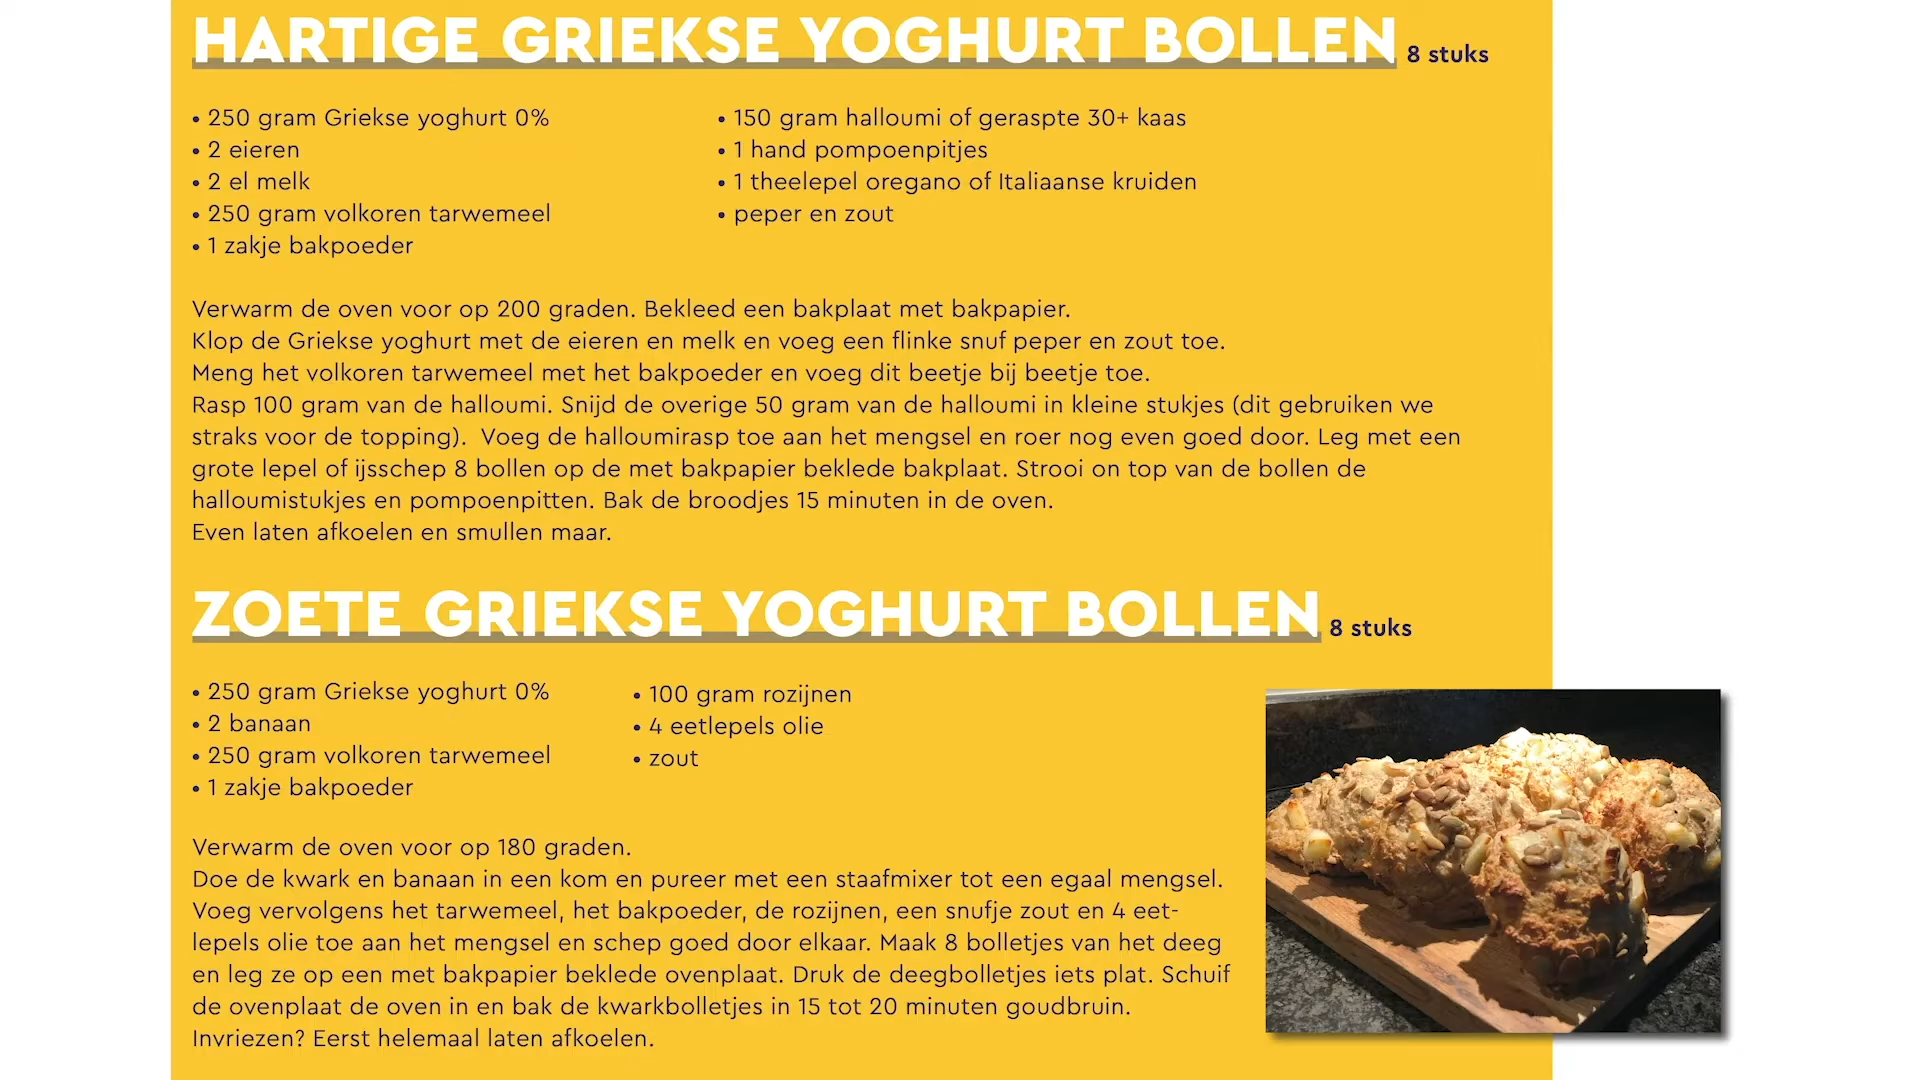 HARTIGE GRIEKSE YOGHURT BOLLEN 8 stuks
• 250 gram Griekse yoghurt 0%
• 2 eieren
• 2 el melk
• 250 gram volkoren tarwemeel
• 1 zakje bakpoeder
• 150 gram halloumi of geraspte 30+ kaas
• 1 hand pompoenpitjes
• 1 theelepel oregano of Italiaanse kruiden
• peper en zout
Verwarm de oven voor op 200 graden. Bekleed een bakplaat met bakpapier.
Klop de Griekse yoghurt met de eieren en melk en voeg een flinke snuf peper en zout toe.
Meng het volkoren tarwemeel met het bakpoeder en voeg dit beetje bij beetje toe.
Rasp 100 gram van de halloumi. Snijd de overige 50 gram van de halloumi in kleine stukjes (dit gebruiken we
straks voor de topping). Voeg de halloumirasp toe aan het mengsel en roer nog even goed door. Leg met een
grote lepel of ijsschep 8 bollen op de met bakpapier beklede bakplaat. Strooi on top van de bollen de
halloumistukjes en pompoenpitten. Bak de broodjes 15 minuten in de oven.
Even laten afkoelen en smullen maar.
ZOETE GRIEKSE YOGHURT BOLLEN 8 stuks
• 250 gram Griekse yoghurt 0%
• 2 banaan
• 250 gram volkoren tarwemeel
• 1 zakje bakpoeder
• 100 gram rozijnen
• 4 eetlepels olie
• zout
Verwarm de oven voor op 180 graden.
Doe de kwark en banaan in een kom en pureer met een staafmixer tot een egaal mengsel.
Voeg vervolgens het tarwemeel, het bakpoeder, de rozijnen, een snufje zout en 4 eet-
lepels olie toe aan het mengsel en schep goed door elkaar. Maak 8 bolletjes van het deeg
en leg ze op een met bakpapier beklede ovenplaat. Druk de deegbolletjes iets plat. Schuif
de ovenplaat de oven in en bak de kwarkbolletjes in 15 tot 20 minuten goudbruin.
Invriezen? Eerst helemaal laten afkoelen.